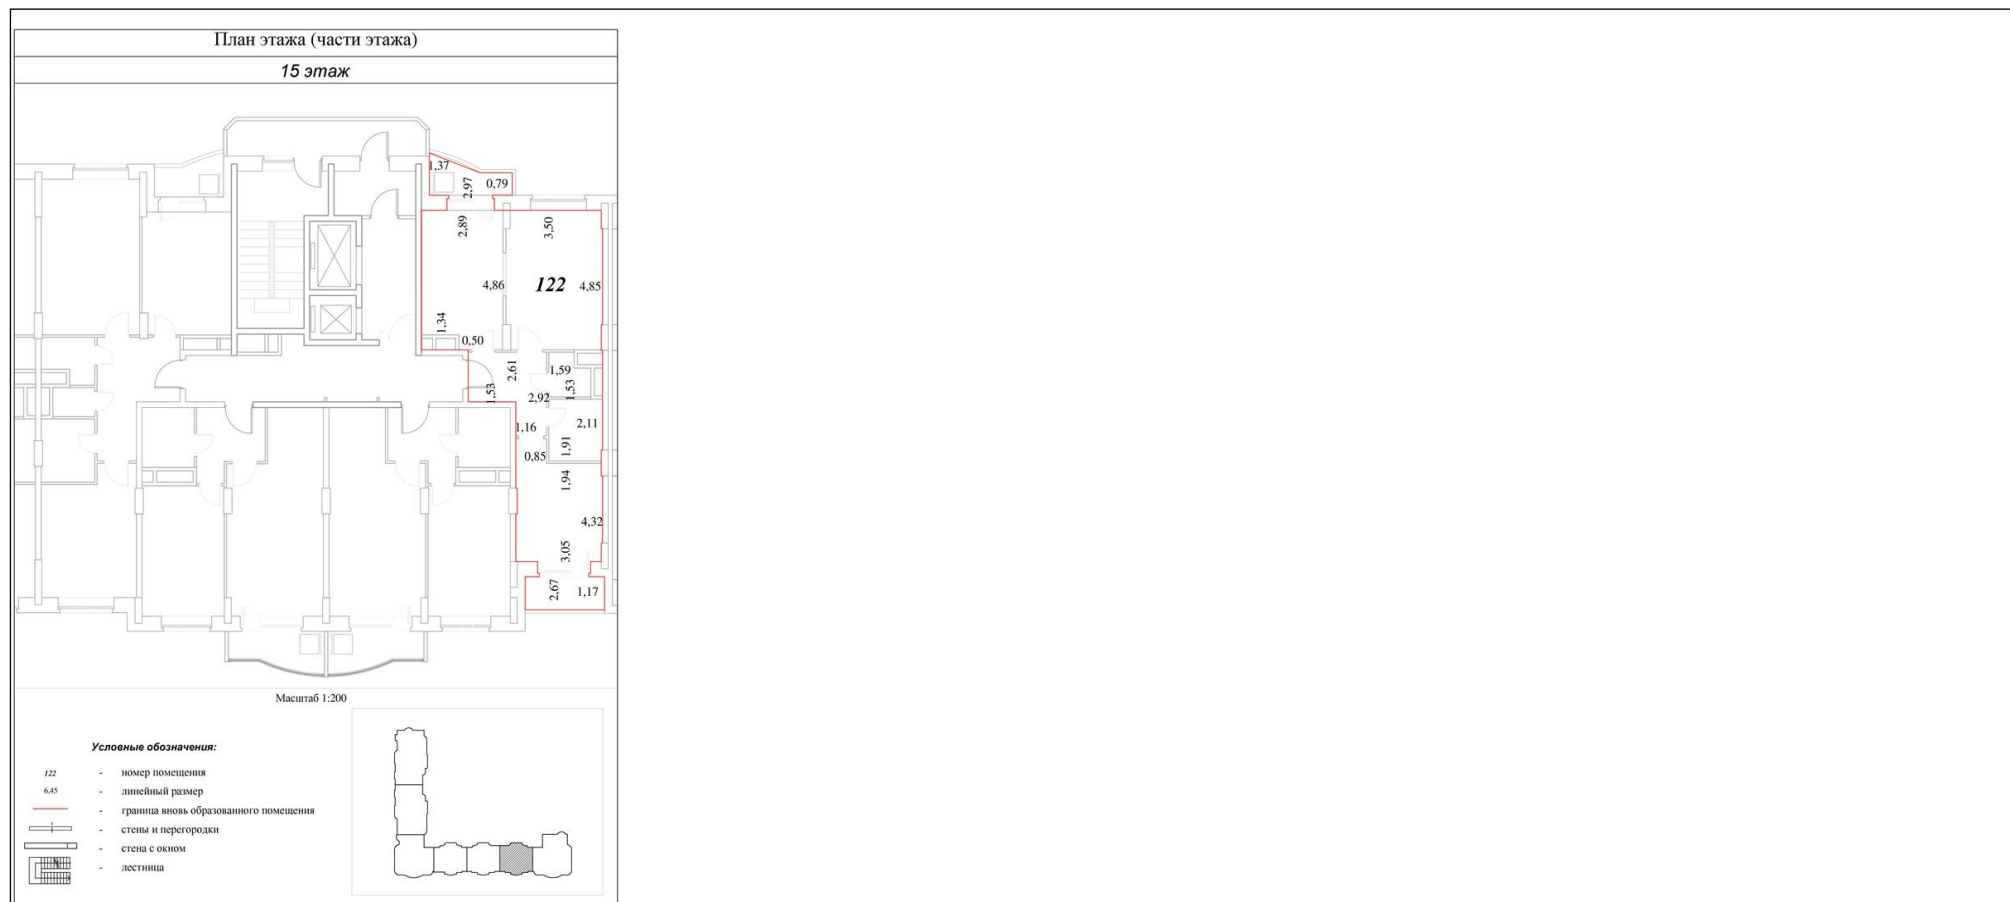 План этажа (части этажа)
15 этаж
1,37
2,97
0,79
2,89
3,50
4,86
122
4,85
1,34
0,50
2,61
1,59
1,53
1,53
2,92
1,16
2,11
1,91
0,85
1,94
4,32
3,05
2,67
1,17
Масштаб 1:200
Условные обозначения:
122 - номер помещения
6,45 - линейный размер
- граница вновь образованного помещения
- стены и перегородки
- стена с окном
- лестница